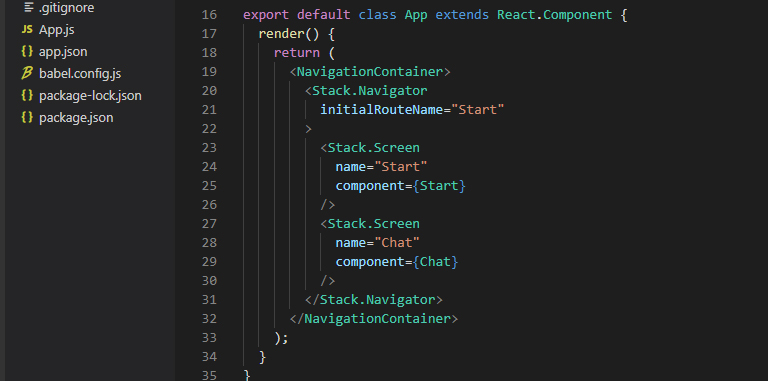 .gitignore
JS App.js
{} app.json
babel.config.js
{} package-lock.json
{} package.json
16 export default class App extends React.Component {
17 render() {
18 return (
19 <NavigationContainer>
20 <Stack.Navigator
21 initialRouteName="Start"
22 >
23 <Stack.Screen
24 name="Start"
25 component={Start}
26 />
27 <Stack.Screen
28 name="Chat"
29 component={Chat}
30 />
31 </Stack.Navigator>
32 </NavigationContainer>
33 );
34 }
35 }